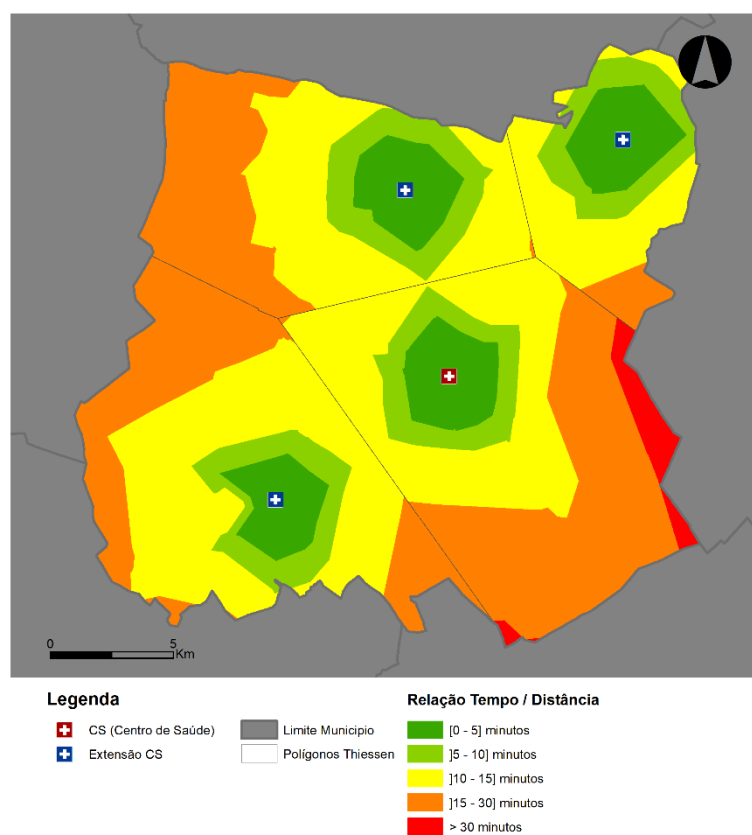 0 5
Km
Legenda
CS (Centro de Saúde)
Extensão CS
Limite Municipio
Polígonos Thiessen
Relação Tempo / Distância
[0 - 5] minutos
]5 - 10] minutos
]10 - 15] minutos
]15 - 30] minutos
> 30 minutos